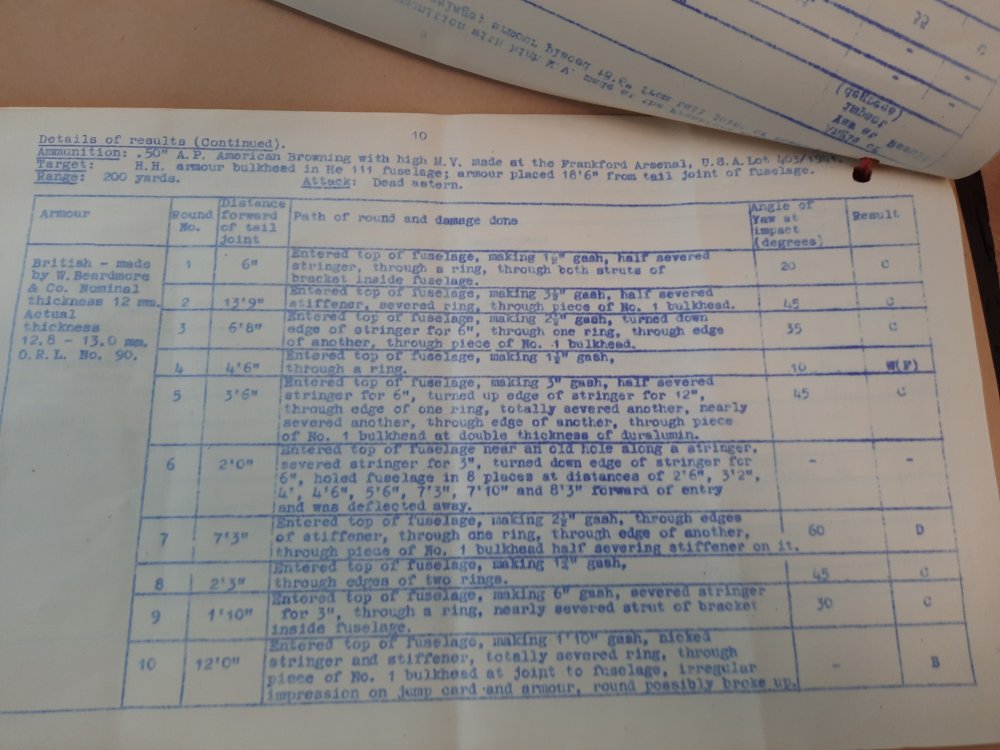 10
Details of results (Continued).
Ammunition: .50" A.P. American Browning with high M.V. made at the Frankford Arsenal, U.S.A. Lot
Target: H.H. armour bulkhead in He 111 fuselage; armour placed 18'6" from tail joint of fuselage.
Range: 200 yards. Attack: Dead astern.
Armour
Round No.
Distance forward of tail joint
Path of round and damage done
Angle of Yaw at impact (degrees)
Result
British - made
by W. Beardmore
& Co. Nominal
thickness 12 mm.
Actual
thickness
12.8 - 13.0 mm.
O.R.L. No. 90.
1 6" Entered top of fuselage, making 1½" gash, half severed
stringer, through a ring, through both struts of
bracket inside fuselage. 20 C
2 13'9" Entered top of fuselage, making 3½" gash, half severed
stiffener, severed ring, through piece of No. 1 bulkhead. 45 C
3 6'8" Entered top of fuselage, making 2½" gash, turned down
edge of stringer for 6", through one ring, through edge
of another, through piece of No. 1 bulkhead. 35 C
4 4'6" Entered top of fuselage, making 1½" gash,
through a ring. 10 W(F)
5 3'6" Entered top of fuselage, making 3" gash, half severed
stringer for 6", turned up edge of stringer for 12",
through edge of one ring, totally severed another, nearly
severed another, through edge of another, through piece
of No. 1 bulkhead at double thickness of duralumin. 45 C
6 2'0" Entered top of fuselage near an old hole along a stringer,
severed stringer for 3", turned down edge of stringer for
6", holed fuselage in 8 places at distances of 2'6", 3'2",
4', 4'6", 5'6", 7'3", 7'10" and 8'3" forward of entry
and was deflected away. - -
7 7'3" Entered top of fuselage, making 2½" gash, through edges
of stiffener, through one ring, through edge of another,
through piece of No. 1 bulkhead half severing stiffener on it. 60 D
8 2'3" Entered top of fuselage, making gash,
through edges of two rings. 45 C
9 1'10" Entered top of fuselage, making 6" gash, severed stringer
for 3", through a ring, nearly severed strut of bracket
inside fuselage. 30 C
10 12'0" Entered top of fuselage, making 1'10" gash, nicked
stringer and stiffener, totally severed ring, through
piece of No. 1 bulkhead at joint to fuselage, irregular
impression on jump card and armour, round possibly broke up. - B